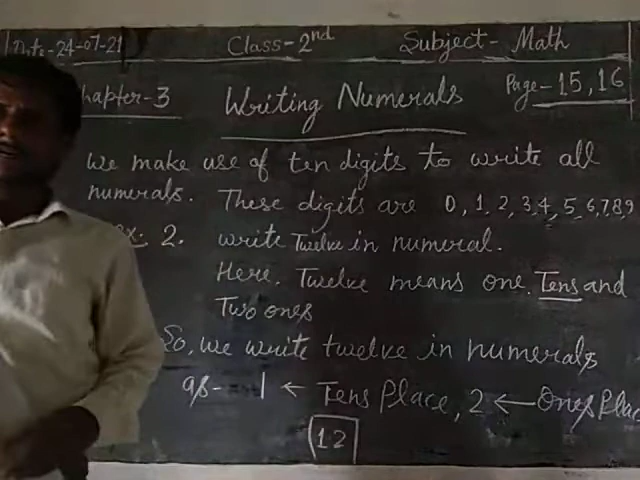 Date-24-07-21 Class-2nd Subject- Math
Chapter-3 Writing Numerals Page-15,16
We make use of ten digits to write all
numerals. These digits are 0, 1, 2, 3, 4, 5, 6, 7, 8, 9
Ex. 2. write Twelve in numeral.
Here, Twelve means one Tens and
Two ones
So, we write twelve in numerals
as- 1 ← Tens Place, 2 ← Ones Plac
12